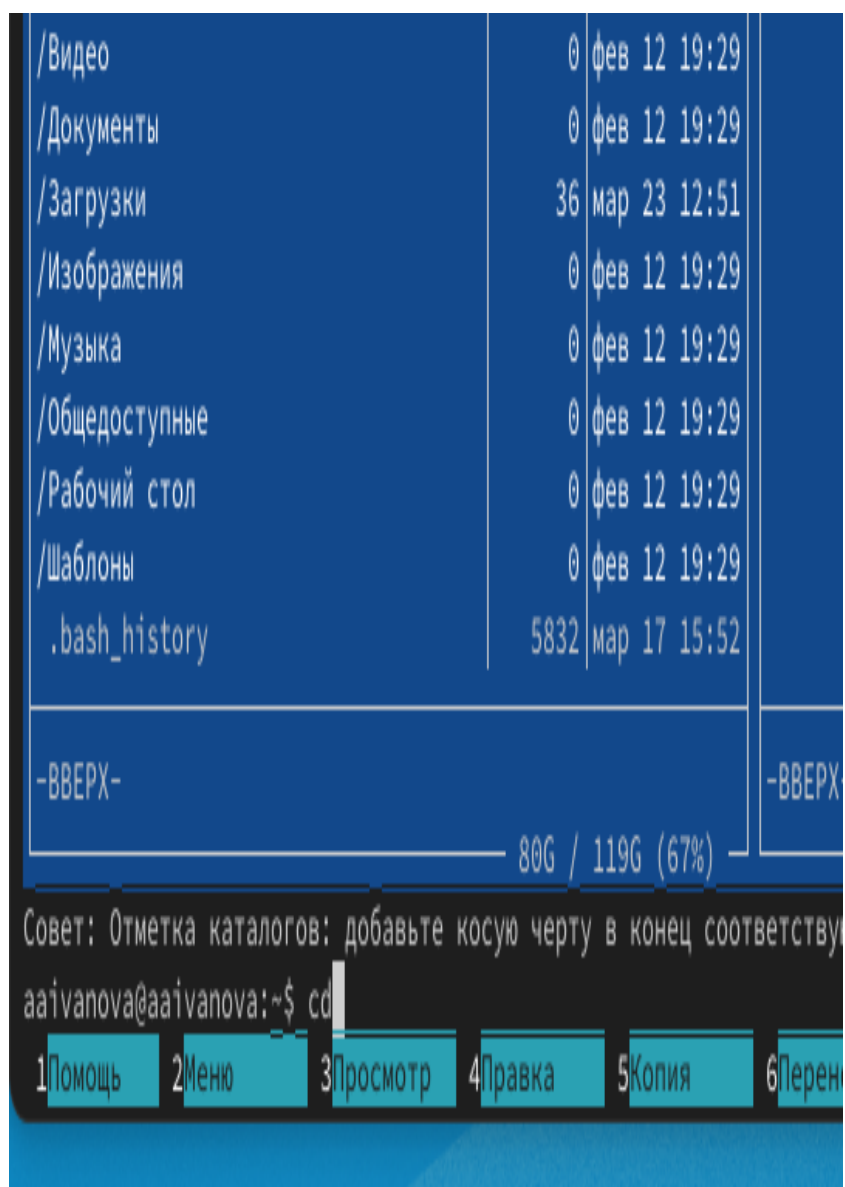 /Видео 0 фев 12 19:29
/Документы 0 фев 12 19:29
/Загрузки 36 мар 23 12:51
/Изображения 0 фев 12 19:29
/Музыка 0 фев 12 19:29
/Общедоступные 0 фев 12 19:29
/Рабочий стол 0 фев 12 19:29
/Шаблоны 0 фев 12 19:29
.bash_history 5832 мар 17 15:52
-ВВЕРХ- -ВВЕРХ-
80G / 119G (67%)
Совет: Отметка каталогов: добавьте косую черту в конец соответству
aaivanova@aaivanova:~$ cd
1Помощь 2Меню 3Просмотр 4Правка 5Копия 6Перен